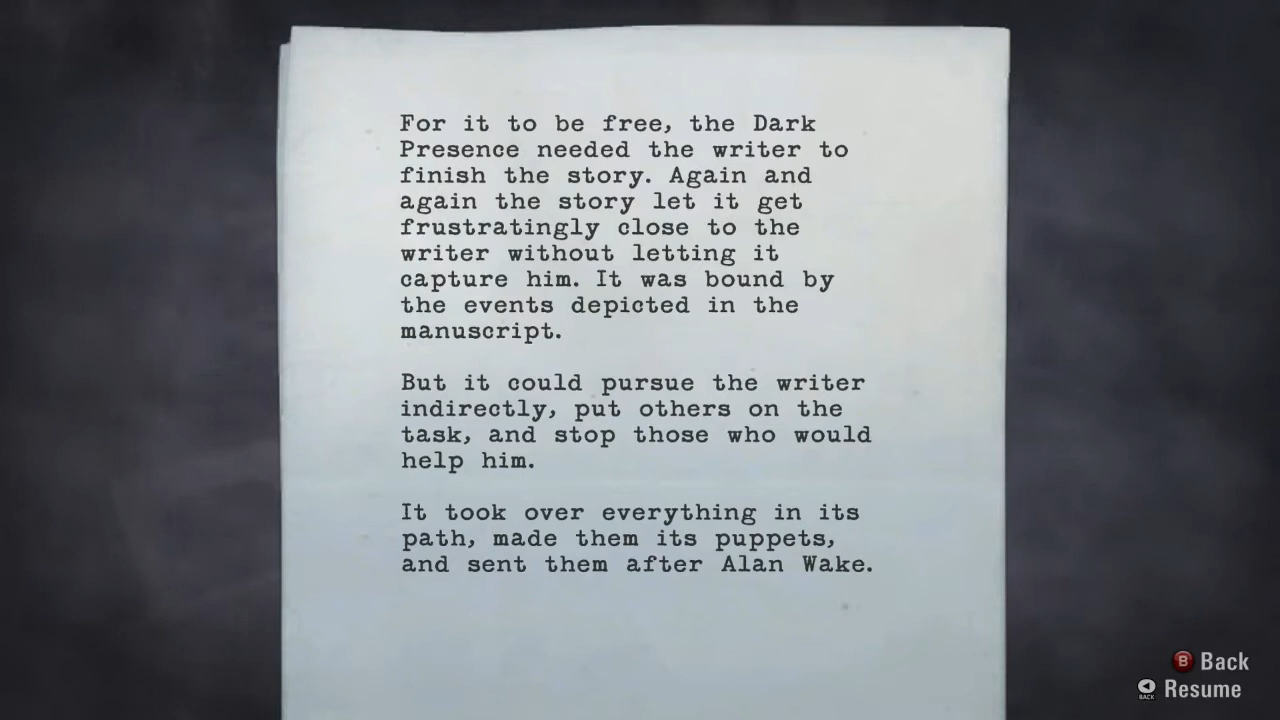 For it to be free, the Dark
Presence needed the writer to
finish the story. Again and
again the story let it get
frustratingly close to the
writer without letting it
capture him. It was bound by
the events depicted in the
manuscript.
But it could pursue the writer
indirectly, put others on the
task, and stop those who would
help him.
It took over everything in its
path, made them its puppets,
and sent them after Alan Wake.
B Back
BACK Resume